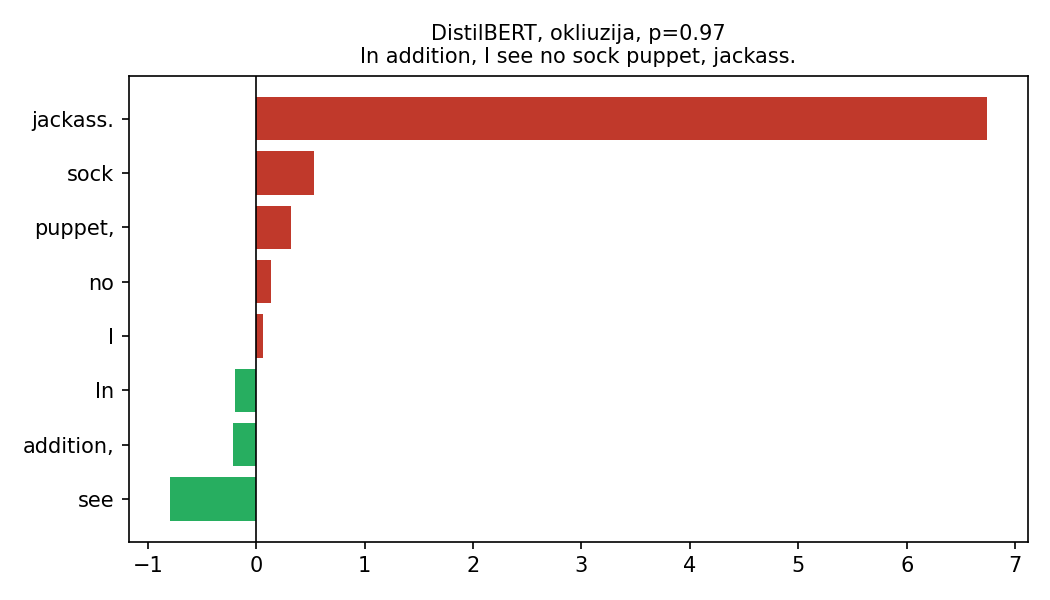 DistilBERT, okliuzija, p=0.97
In addition, I see no sock puppet, jackass.
jackass.
sock
puppet,
no
I
In
addition,
see
−1 0 1 2 3 4 5 6 7